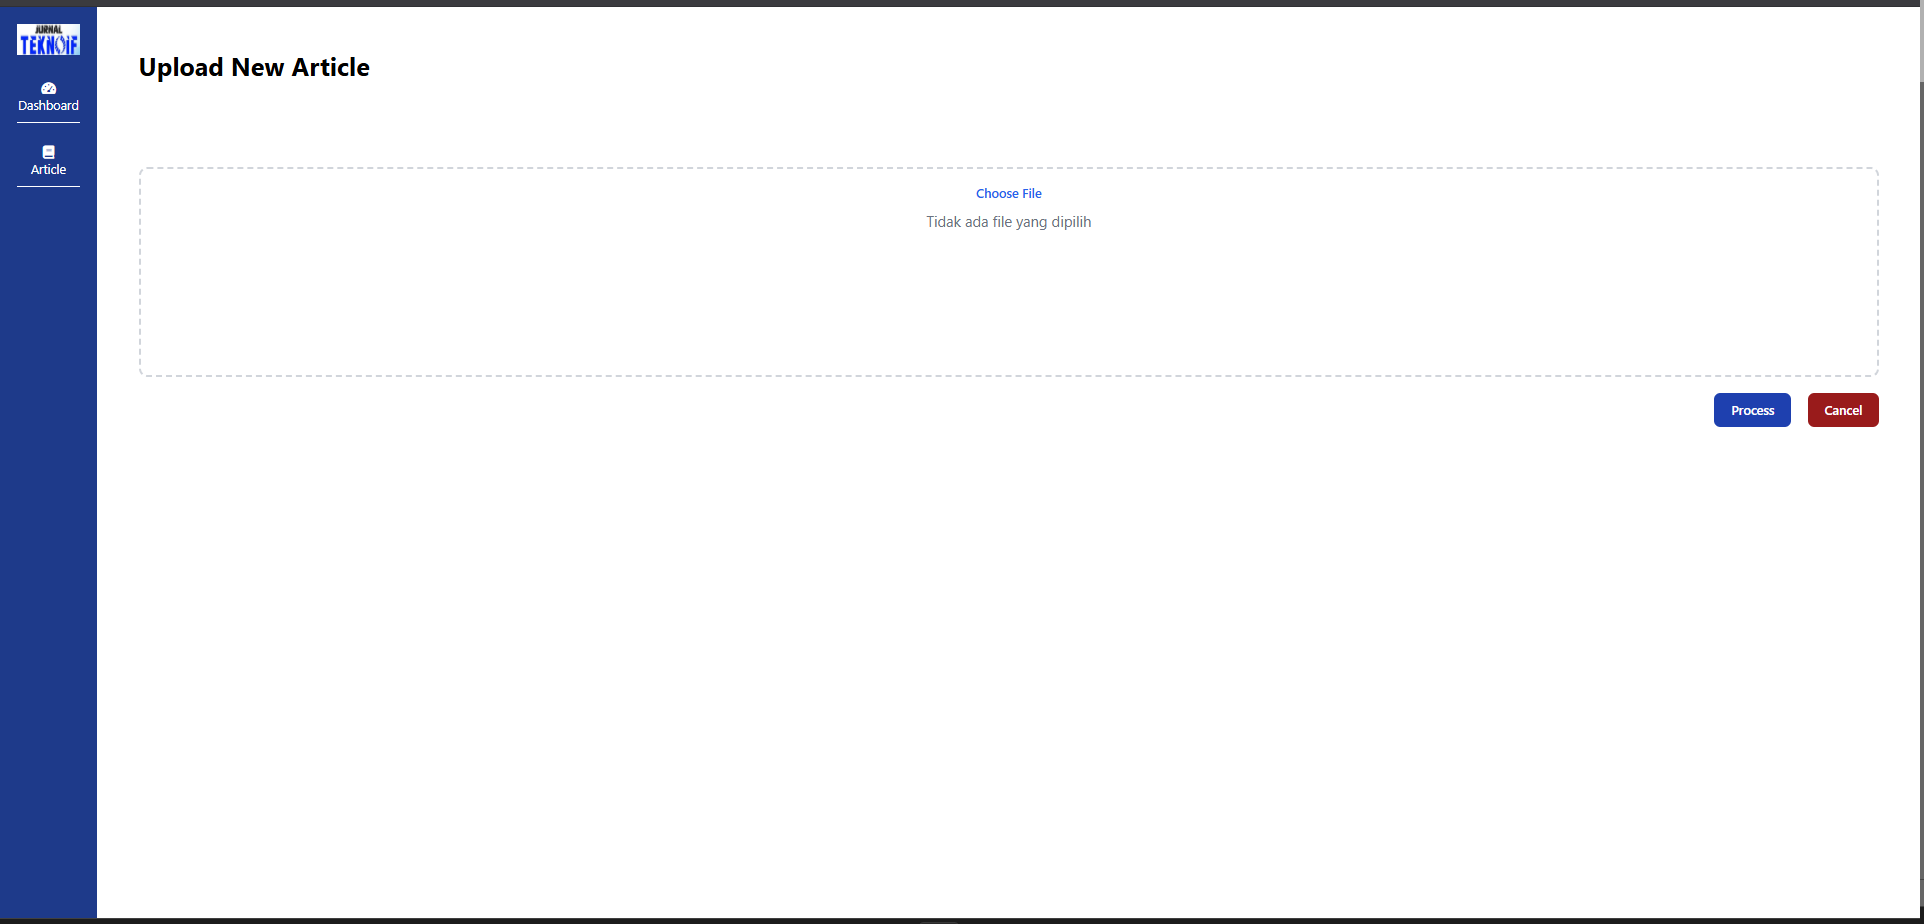 JURNAL
TEKNOIF
Dashboard
Article
Upload New Article
Choose File
Tidak ada file yang dipilih
Process
Cancel